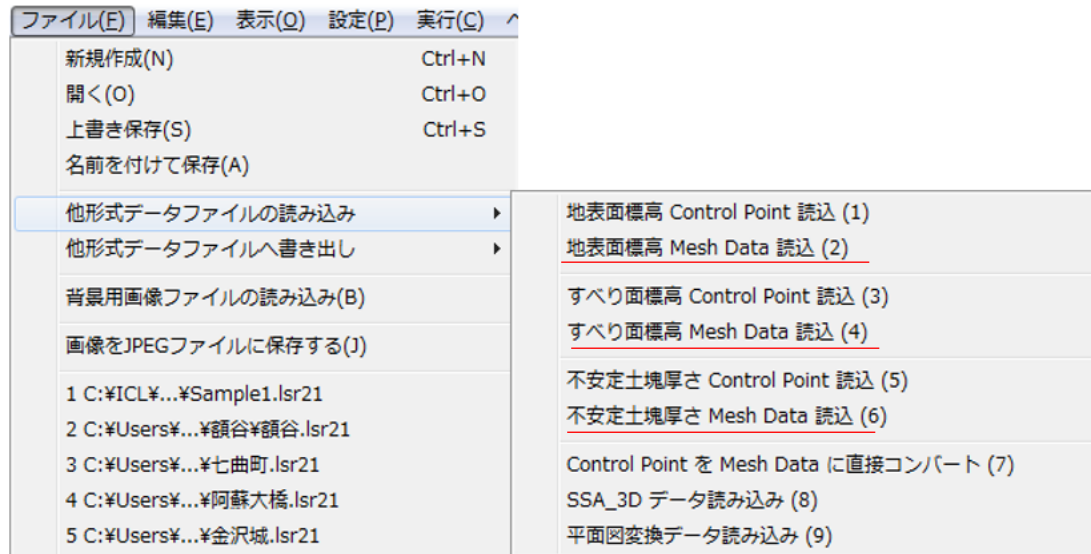 ファイル(F) 編集(E) 表示(O) 設定(P) 実行(C)
新規作成(N) Ctrl+N
開く(O) Ctrl+O
上書き保存(S) Ctrl+S
名前を付けて保存(A)
他形式データファイルの読み込み
他形式データファイルへ書き出し
背景用画像ファイルの読み込み(B)
画像をJPEGファイルに保存する(J)
1 C:¥ICL¥...¥Sample1.lsr21
2 C:¥Users¥...¥額谷¥額谷.lsr21
3 C:¥Users¥...¥七曲町.lsr21
4 C:¥Users¥...¥阿蘇大橋.lsr21
5 C:¥Users¥...¥金沢城.lsr21
地表面標高 Control Point 読込 (1)
地表面標高 Mesh Data 読込 (2)
すべり面標高 Control Point 読込 (3)
すべり面標高 Mesh Data 読込 (4)
不安定土塊厚さ Control Point 読込 (5)
不安定土塊厚さ Mesh Data 読込 (6)
Control Point を Mesh Data に直接コンバート (7)
SSA_3D データ読み込み (8)
平面図変換データ読み込み (9)